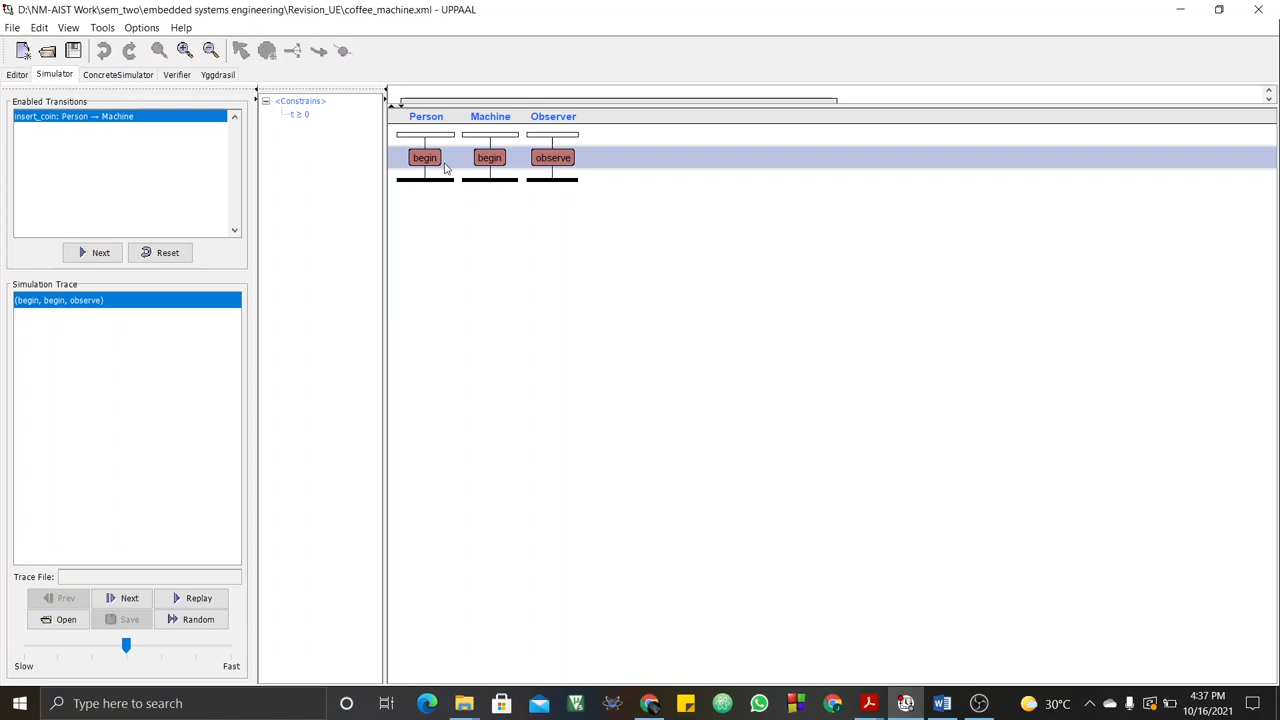 D:\NM-AIST Work\sem_two\embedded systems engineering\Revision_UE\coffee_machine.xml - UPPAAL
File Edit View Tools Options Help
Editor Simulator ConcreteSimulator Verifier Yggdrasil
Enabled Transitions
insert_coin: Person → Machine
Next Reset
Simulation Trace
(begin, begin, observe)
Trace File:
Prev Next Replay
Open Save Random
Slow Fast
<Constrains>
t ≥ 0
Person Machine Observer
begin begin observe
Type here to search
30°C
4:37 PM
10/16/2021